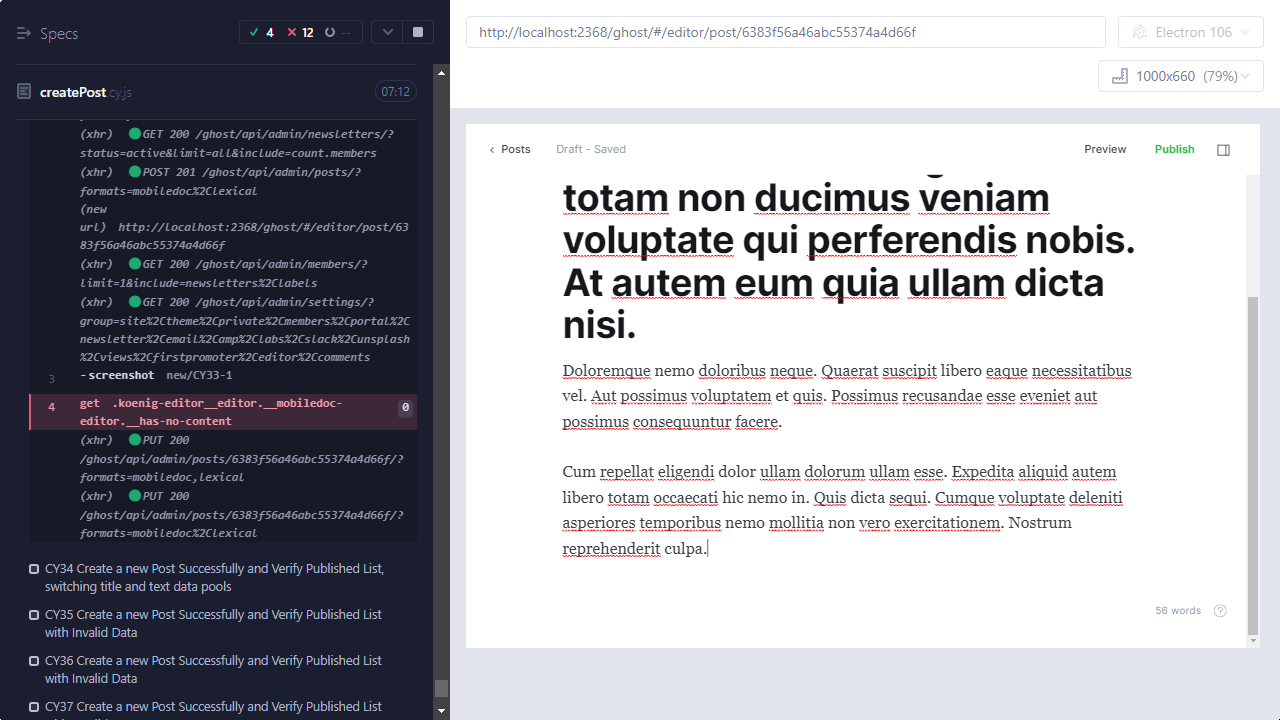 Specs
4
12
--
createPost.cy.js
07:12
(xhr) GET 200 /ghost/api/admin/newsletters/?
status=active&limit=all&include=count.members
(xhr) POST 201 /ghost/api/admin/posts/?
formats=mobiledoc%2Clexical
(new
url) http://localhost:2368/ghost/#/editor/post/63
83f56a46abc55374a4d66f
(xhr) GET 200 /ghost/api/admin/members/?
limit=1&include=newsletters%2Clabels
(xhr) GET 200 /ghost/api/admin/settings/?
group=site%2Ctheme%2Cprivate%2Cmembers%2Cportal%2C
newsletter%2Cemail%2Camp%2Clabs%2Cslack%2Cunsplash
%2Cviews%2Cfirstpromoter%2Ceditor%2Ccomments
3 -screenshot new/CY33-1
4 get .koenig-editor__editor.__mobiledoc-
editor.__has-no-content 0
(xhr) PUT 200
/ghost/api/admin/posts/6383f56a46abc55374a4d66f/?
formats=mobiledoc,lexical
(xhr) PUT 200
/ghost/api/admin/posts/6383f56a46abc55374a4d66f/?
formats=mobiledoc%2Clexical
CY34 Create a new Post Successfully and Verify Published List,
switching title and text data pools
CY35 Create a new Post Successfully and Verify Published List
with Invalid Data
CY36 Create a new Post Successfully and Verify Published List
with Invalid Data
CY37 Create a new Post Successfully and Verify Published List
http://localhost:2368/ghost/#/editor/post/6383f56a46abc55374a4d66f
Electron 106
1000x660 (79%)
Posts
Draft - Saved
Preview
Publish
totam non ducimus veniam
voluptate qui perferendis nobis.
At autem eum quia ullam dicta
nisi.
Doloremque nemo doloribus neque. Quaerat suscipit libero eaque necessitatibus
vel. Aut possimus voluptatem et quis. Possimus recusandae esse eveniet aut
possimus consequuntur facere.
Cum repellat eligendi dolor ullam dolorum ullam esse. Expedita aliquid autem
libero totam occaecati hic nemo in. Quis dicta sequi. Cumque voluptate deleniti
asperiores temporibus nemo mollitia non vero exercitationem. Nostrum
reprehenderit culpa.
56 words
?